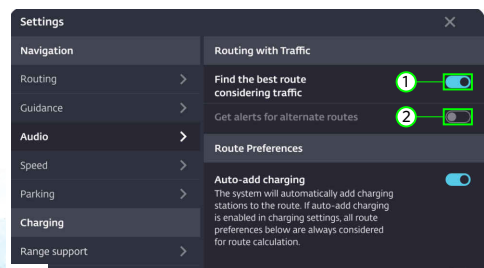 Settings
Navigation
Routing
Guidance
Audio
Speed
Parking
Charging
Range support
Routing with Traffic
Find the best route
considering traffic
1
Get alerts for alternate routes
2
Route Preferences
Auto-add charging
The system will automatically add charging
stations to the route. If auto-add charging
is enabled in charging settings, all route
preferences below are always considered
for route calculation.